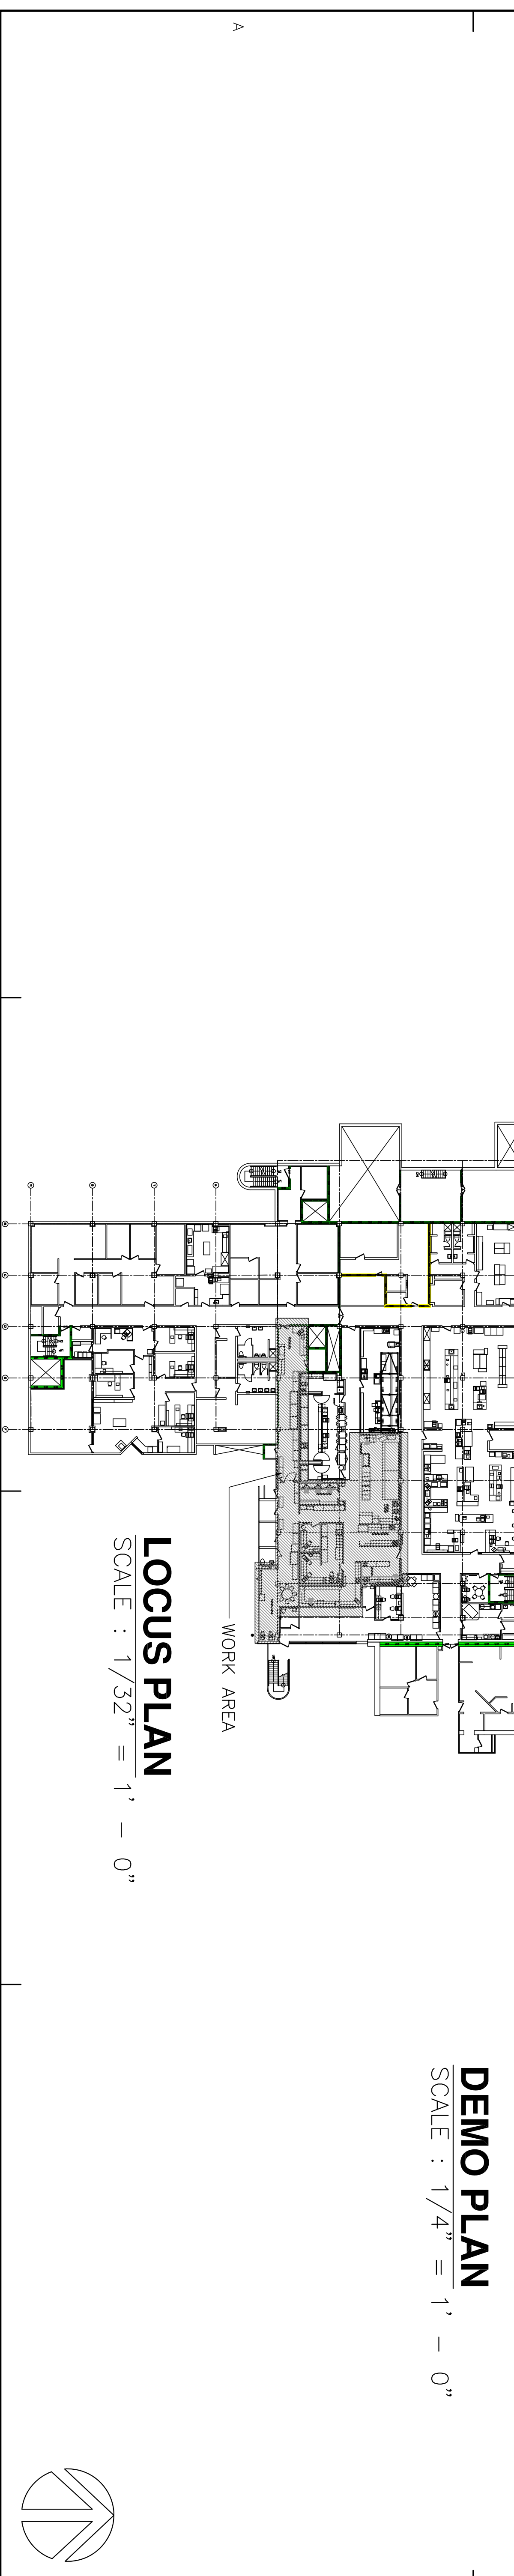 A
LOCUS PLAN
SCALE : 1/32" = 1' - 0"
WORK AREA
DEMO PLAN
SCALE : 1/4" = 1' - 0"